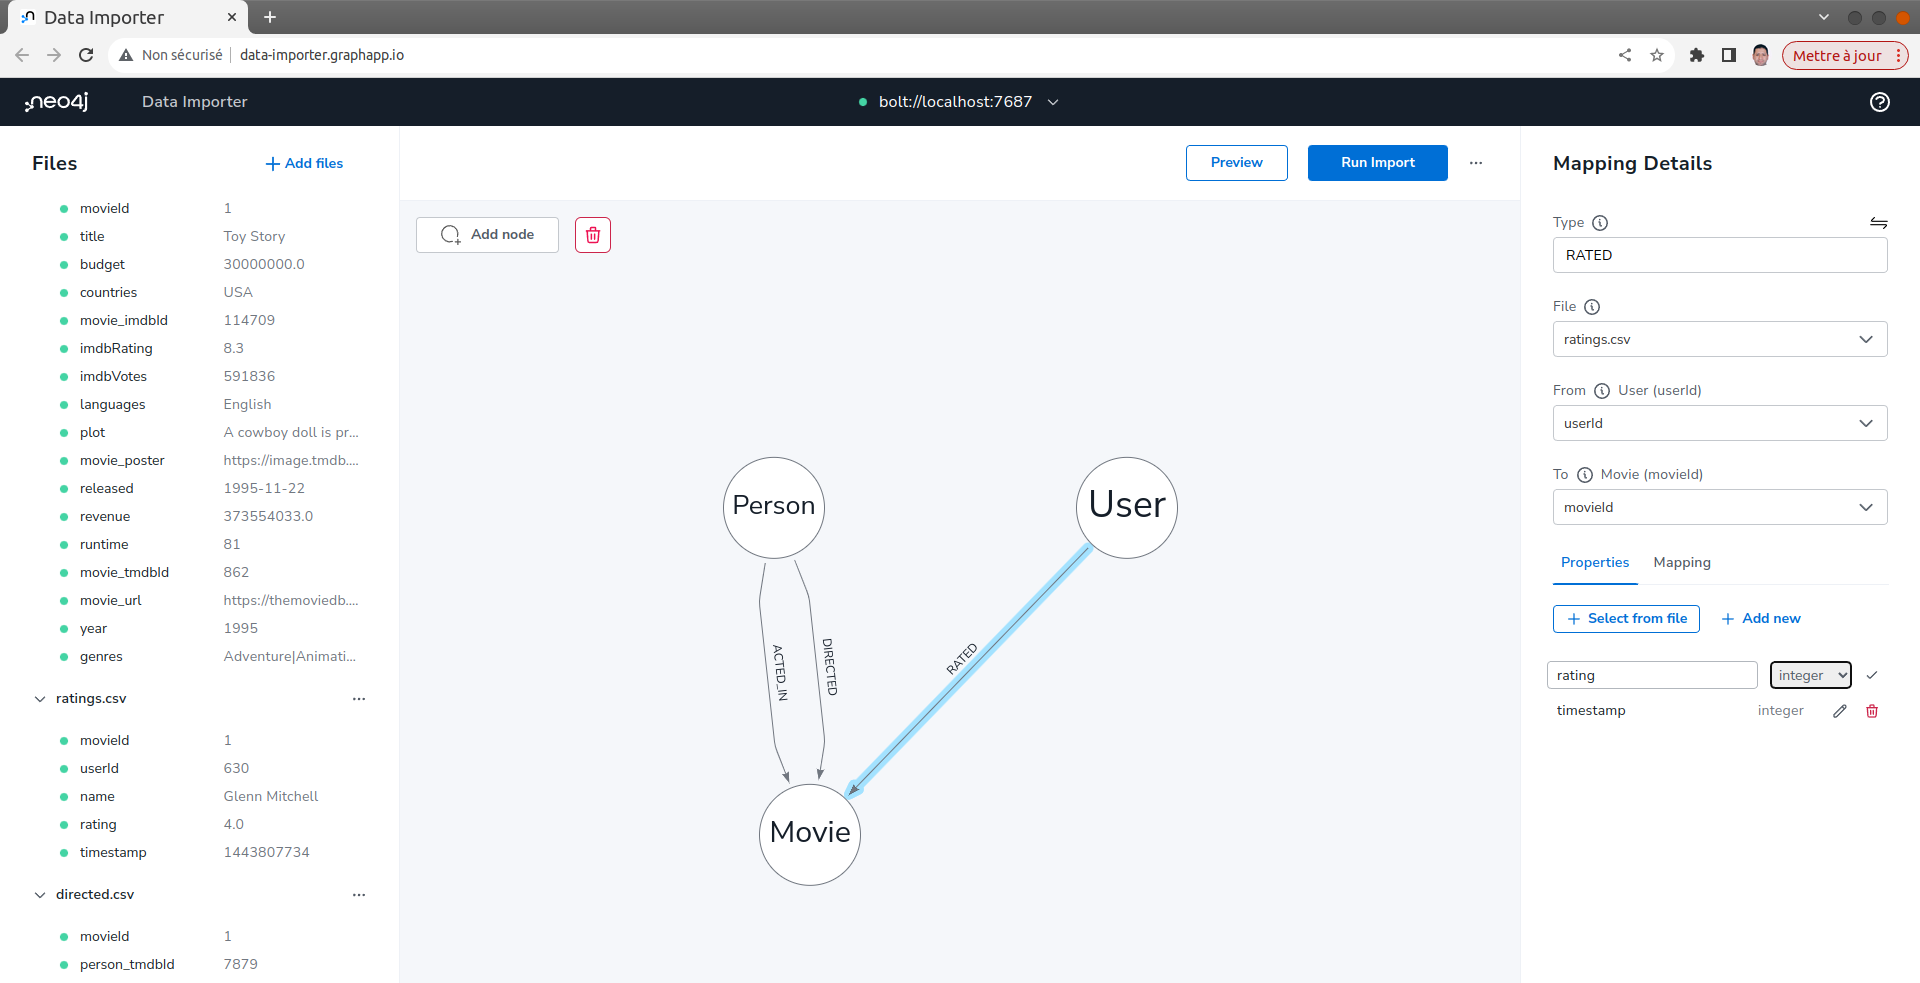 Data Importer
Non sécurisé data-importer.graphapp.io Mettre à jour
neo4j Data Importer bolt://localhost:7687
Files Add files
movieId 1
title Toy Story
budget 30000000.0
countries USA
movie_imdbId 114709
imdbRating 8.3
imdbVotes 591836
languages English
plot A cowboy doll is pr...
movie_poster https://image.tmdb....
released 1995-11-22
revenue 373554033.0
runtime 81
movie_tmdbId 862
movie_url https://themoviedb....
year 1995
genres Adventure|Animati...
ratings.csv
movieId 1
userId 630
name Glenn Mitchell
rating 4.0
timestamp 1443807734
directed.csv
movieId 1
person_tmdbId 7879
Preview Run Import
Add node
Person
User
ACTED_IN
DIRECTED
RATED
Movie
Mapping Details
Type
RATED
File
ratings.csv
From User (userId)
userId
To Movie (movieId)
movieId
Properties Mapping
Select from file Add new
rating integer
timestamp integer